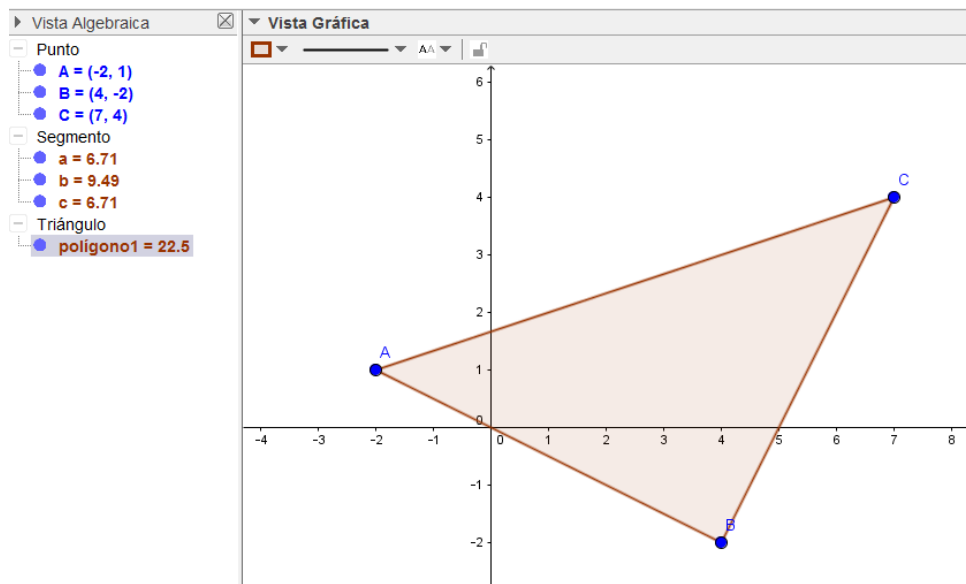 Vista Algebraica
Punto
A = (-2, 1)
B = (4, -2)
C = (7, 4)
Segmento
a = 6.71
b = 9.49
c = 6.71
Triángulo
polígono1 = 22.5
Vista Gráfica
AA
6
5
4
3
2
1
0
-1
-2
-4 -3 -2 -1 0 1 2 3 4 5 6 7 8
A
B
C